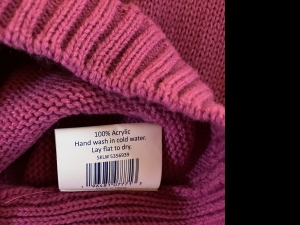 100% Acrylic
Hand wash in cold water.
Lay flat to dry.